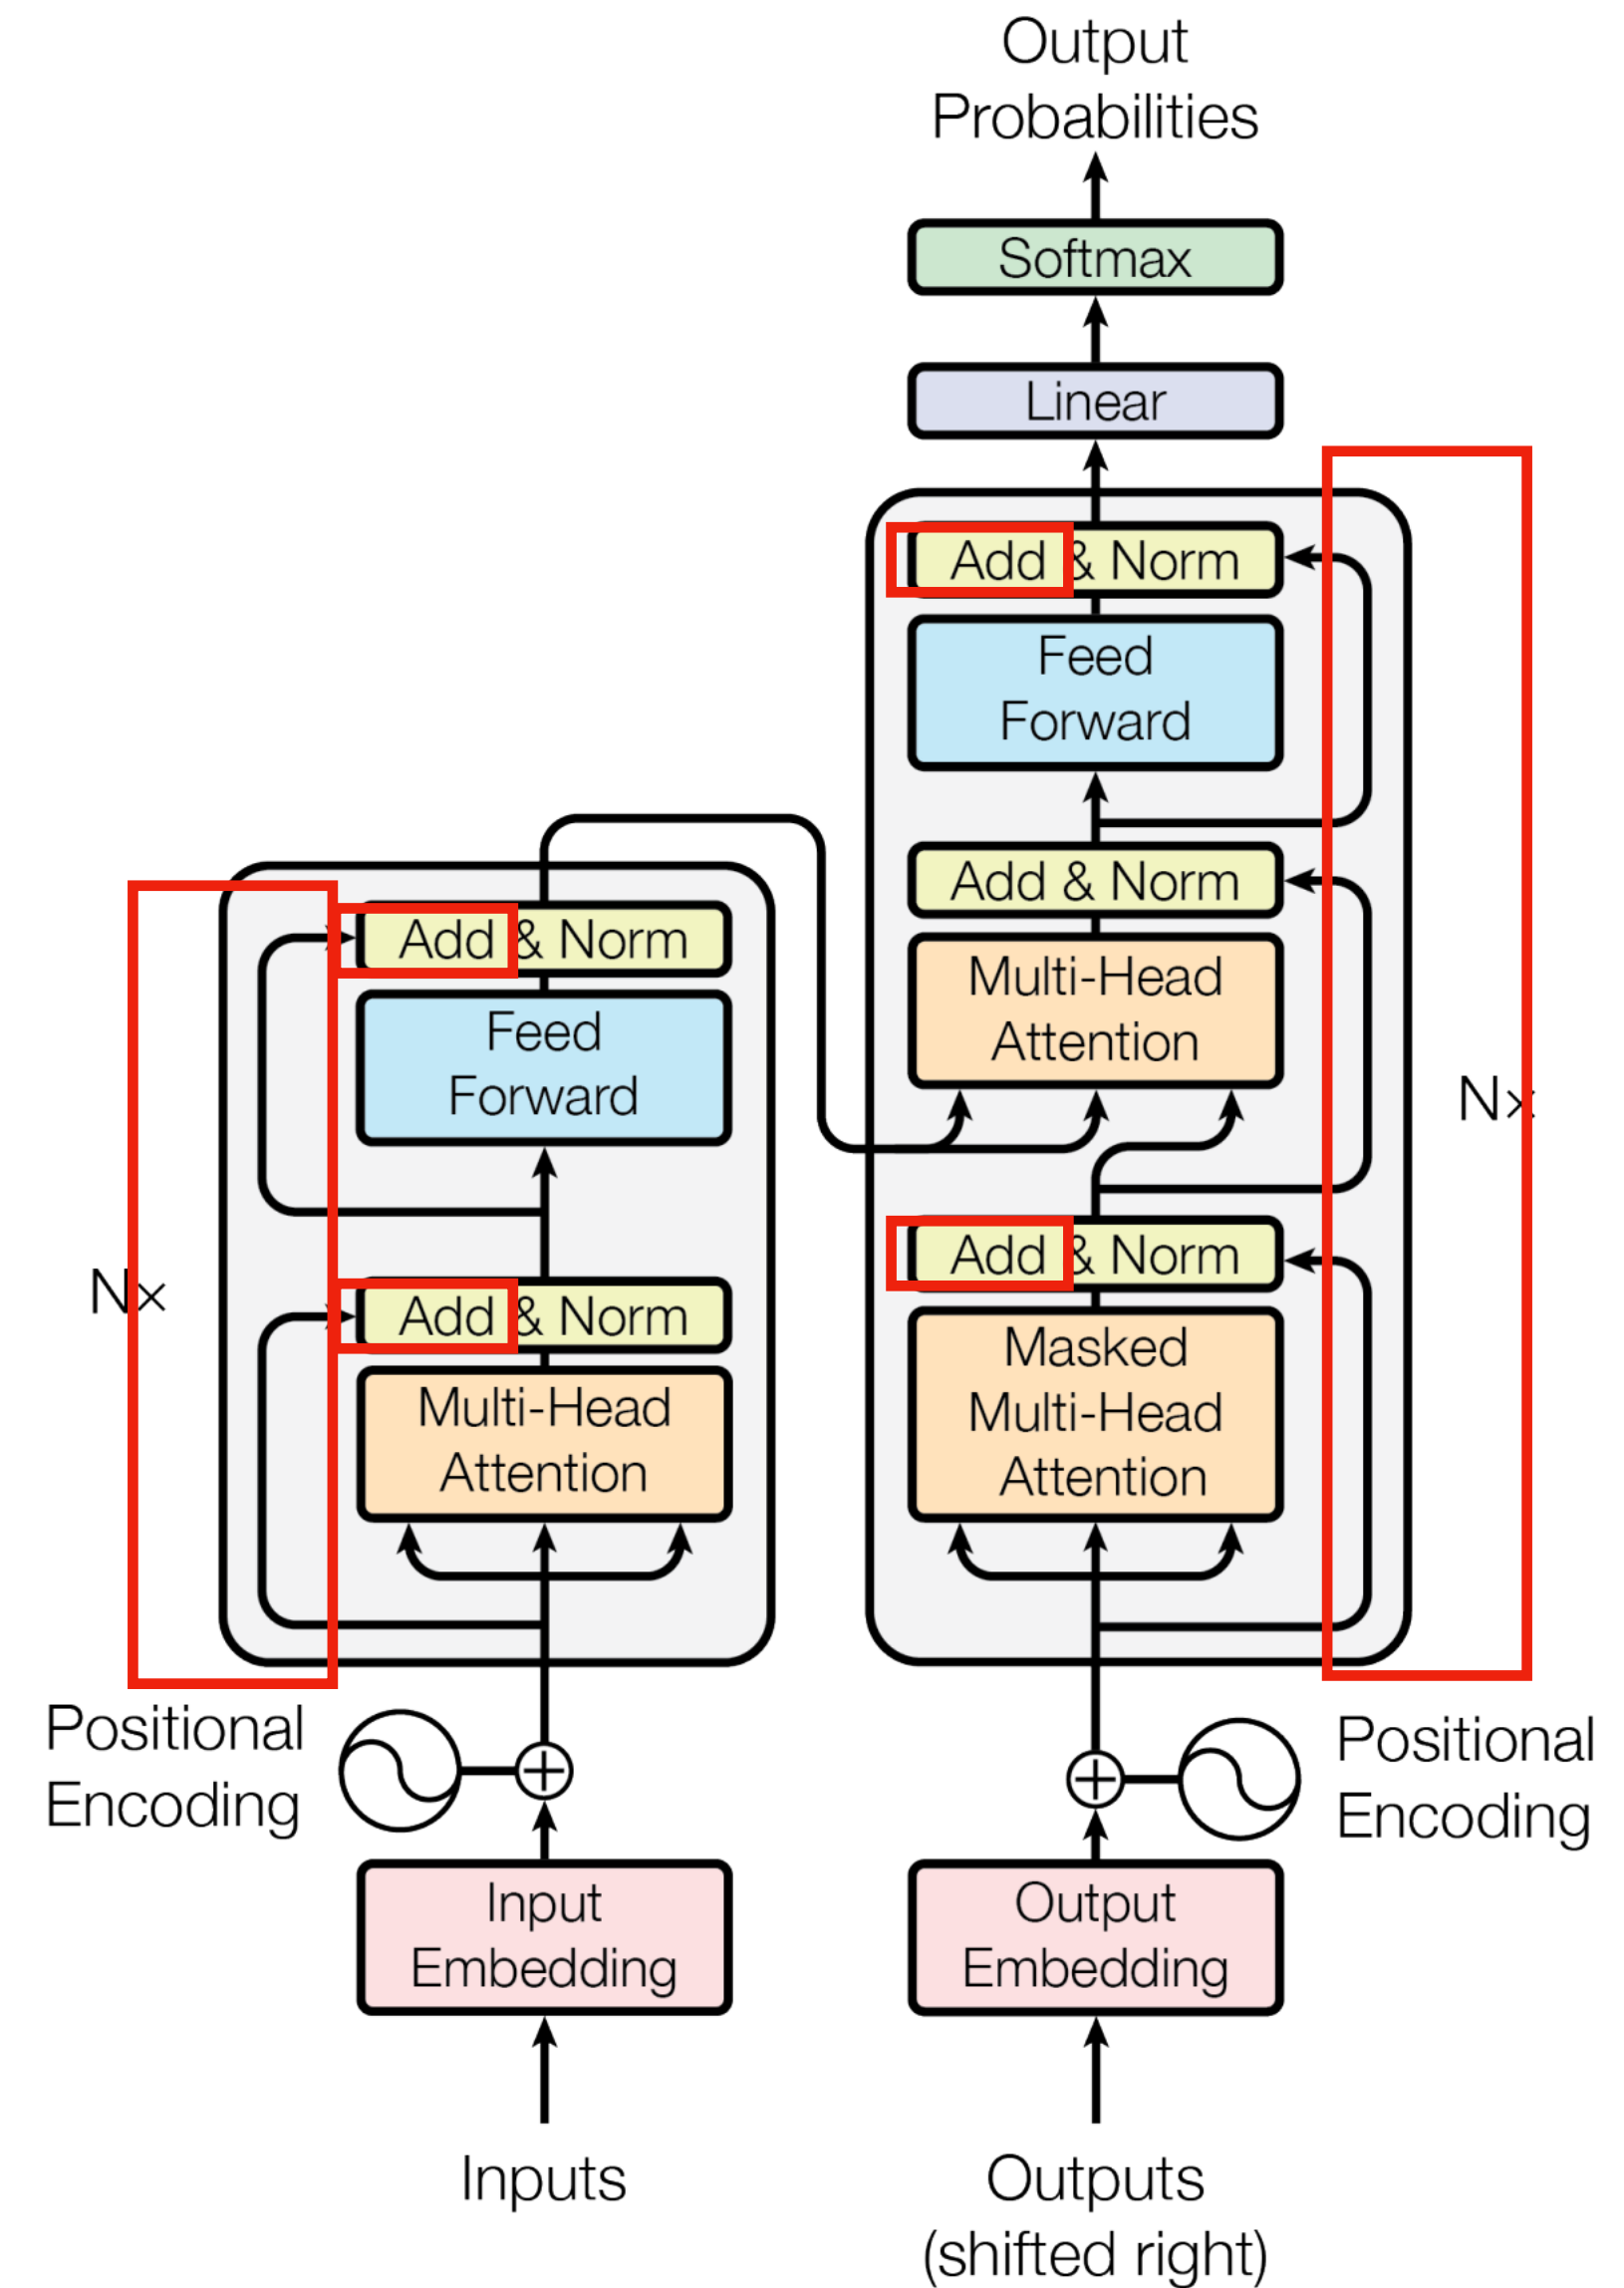 Output
Probabilities
Softmax
Linear
Add & Norm
Feed
Forward
Add & Norm
Multi-Head
Attention
N×
Add & Norm
Masked
Multi-Head
Attention
Add & Norm
Feed
Forward
N×
Add & Norm
Multi-Head
Attention
Positional
Encoding
Positional
Encoding
Input
Embedding
Output
Embedding
Inputs
Outputs
(shifted right)